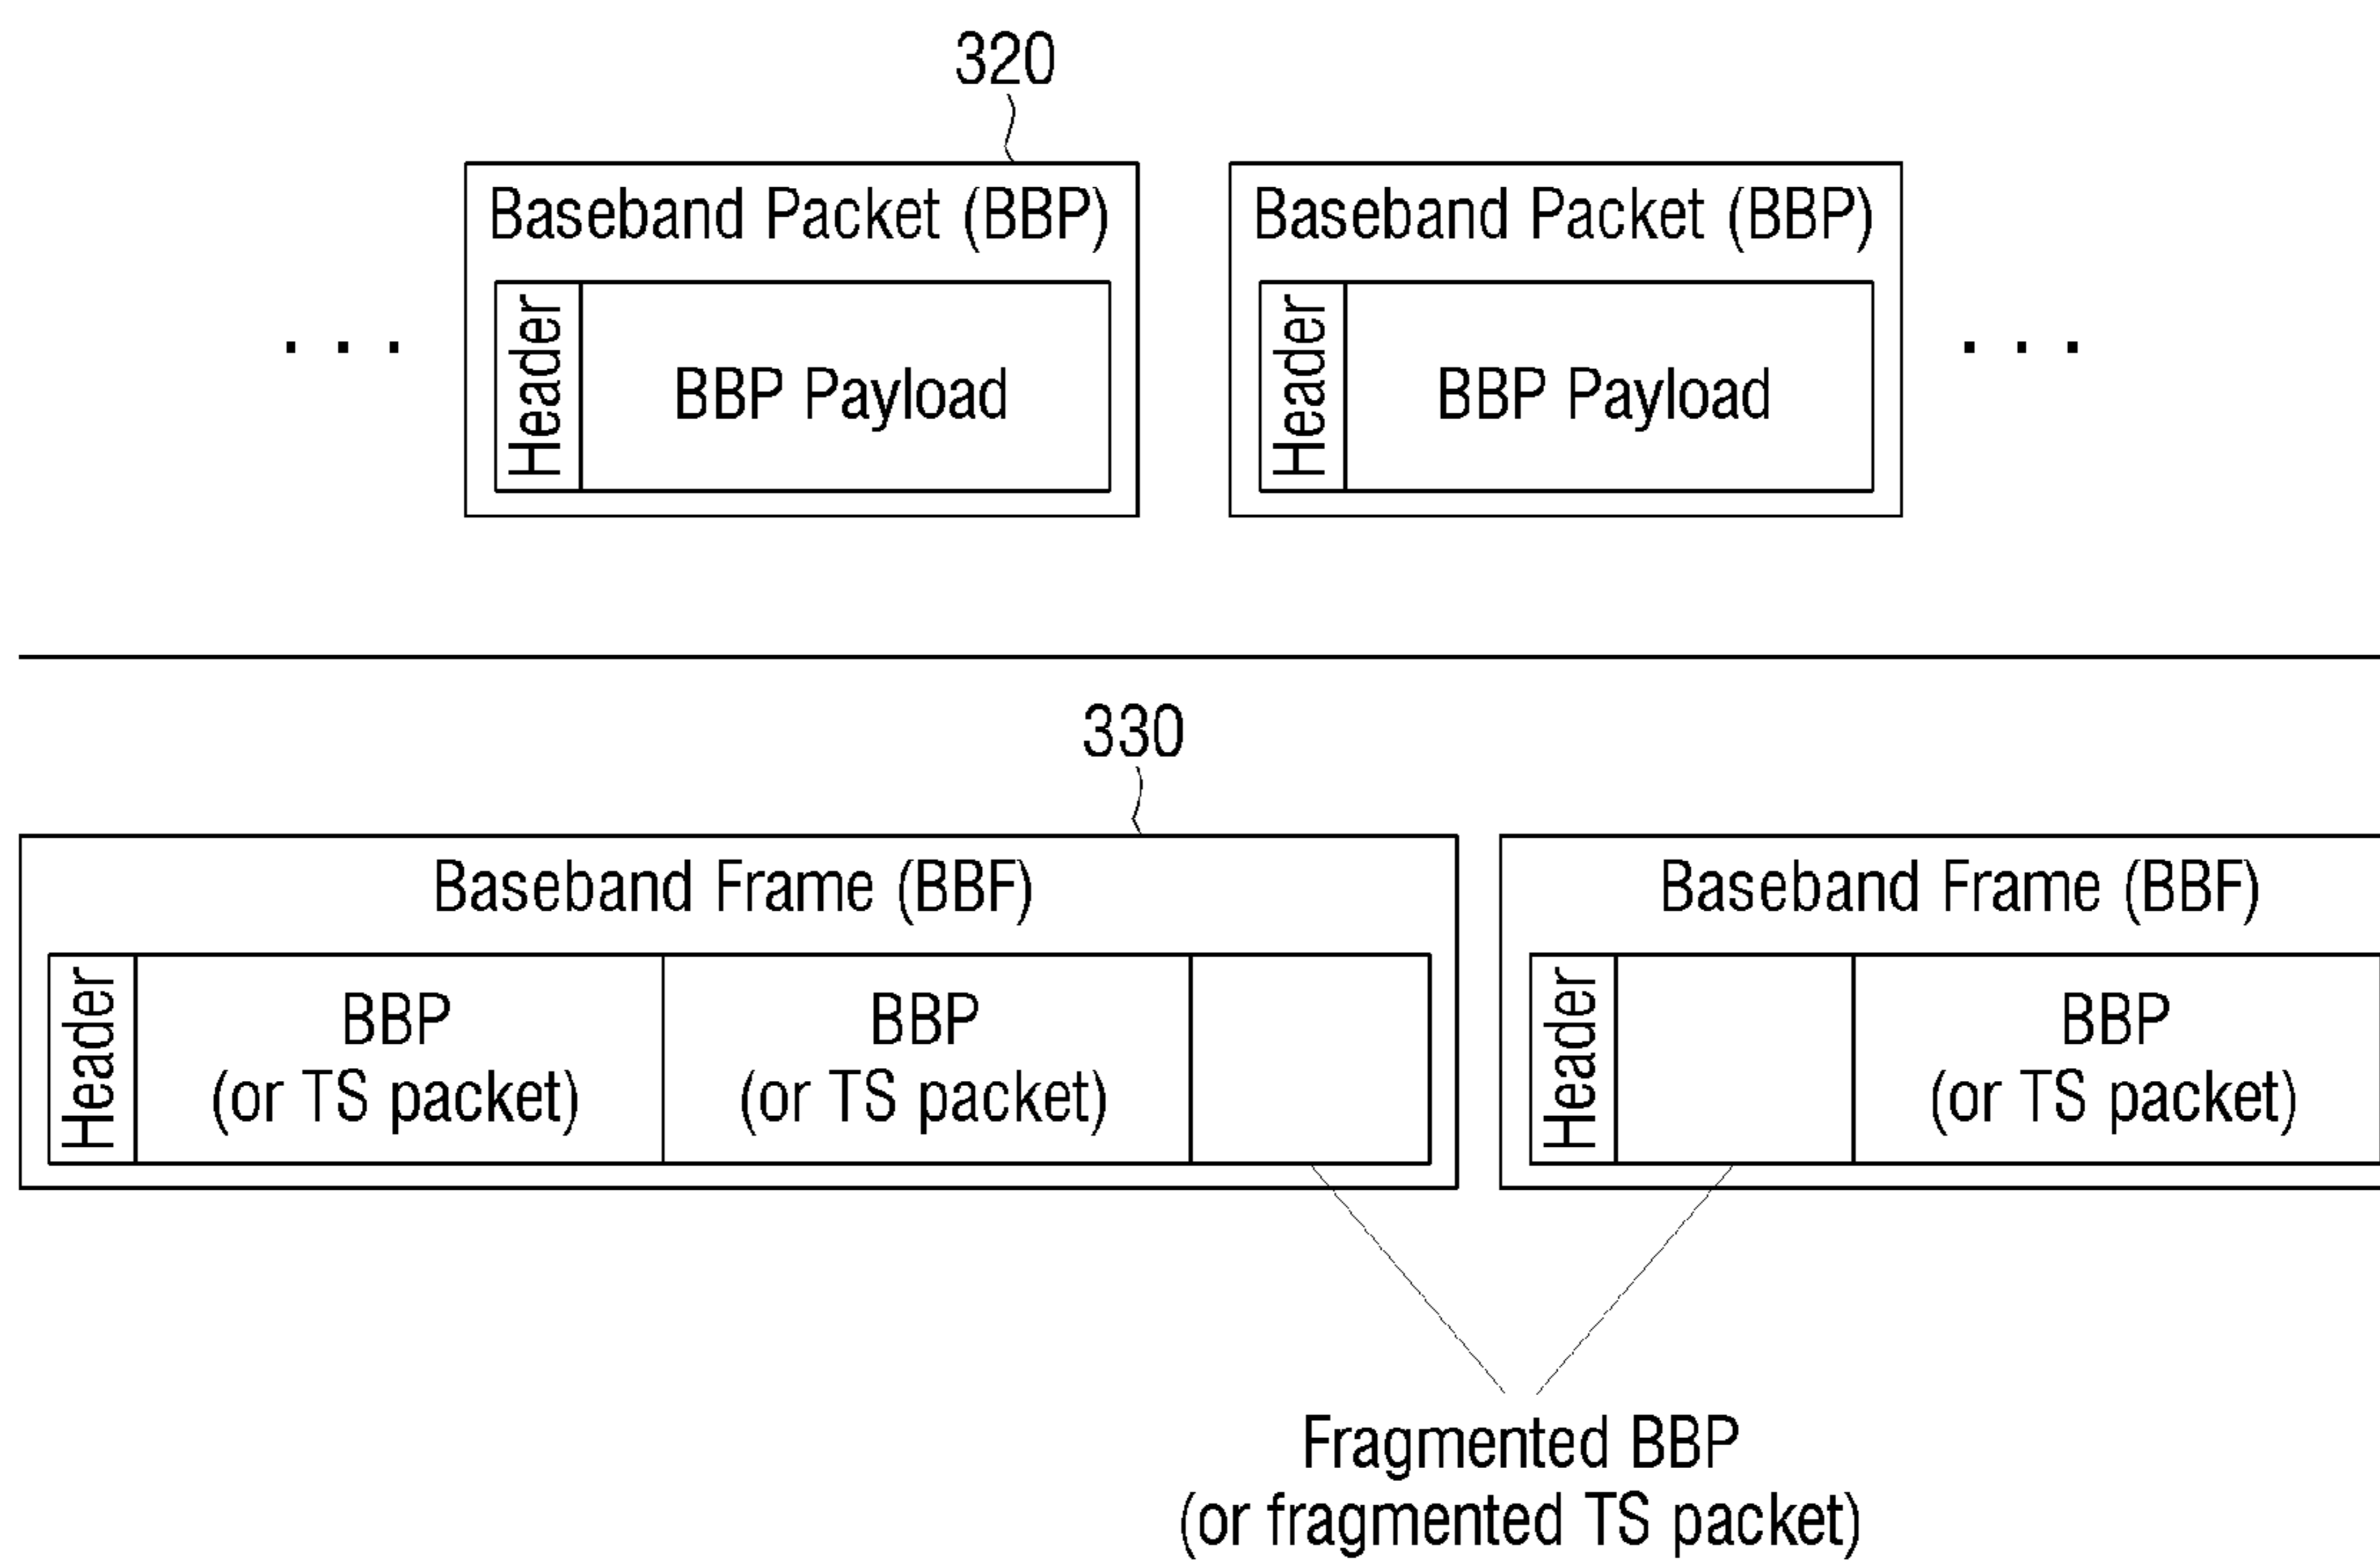 320
Baseband Packet (BBP)
Header
BBP Payload
Baseband Packet (BBP)
Header
BBP Payload
. . .
. . .
330
Baseband Frame (BBF)
Header
BBP
(or TS packet)
BBP
(or TS packet)
Baseband Frame (BBF)
Header
BBP
(or TS packet)
Fragmented BBP
(or fragmented TS packet)